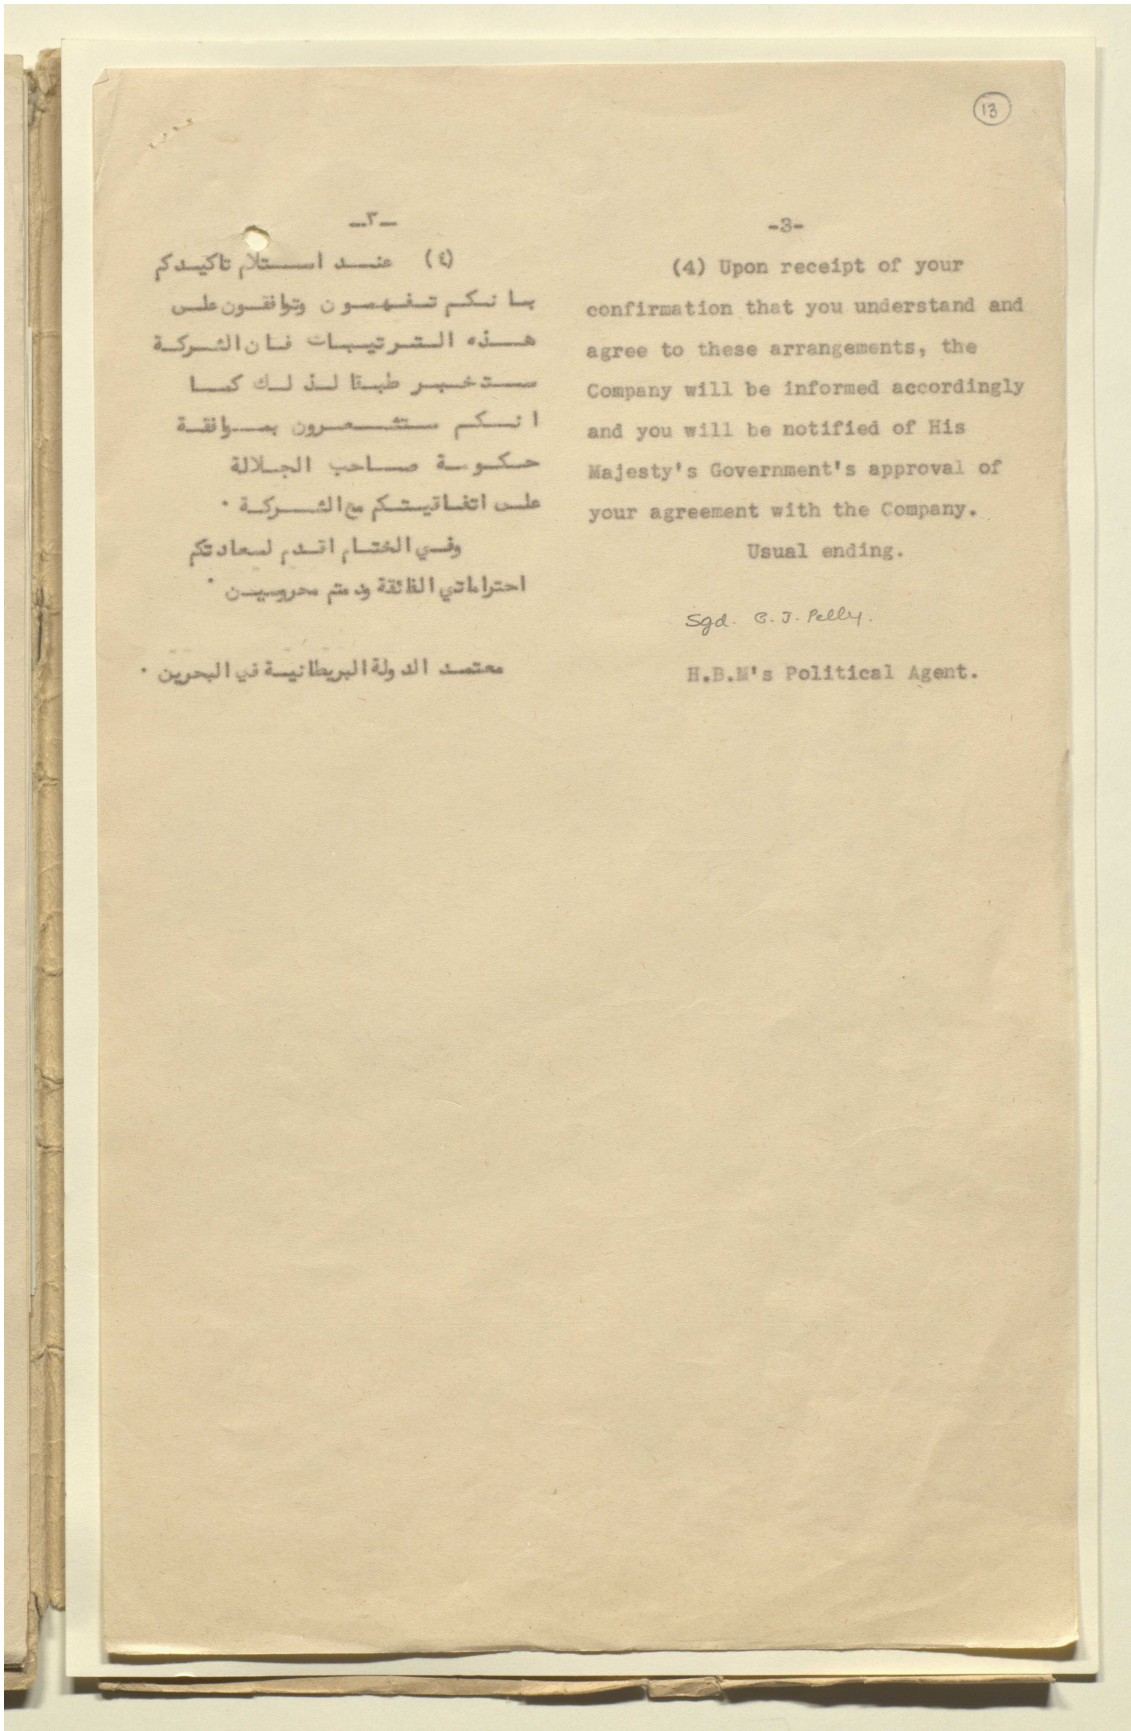 13
-3-
(4) Upon receipt of your
confirmation that you understand and
agree to these arrangements, the
Company will be informed accordingly
and you will be notified of His
Majesty's Government's approval of
your agreement with the Company.
Usual ending.
Sgd. C. J. Pelly.
H.B.M's Political Agent.
-٣-
(٤) عند استلام تاكيدكم
بانكم تفهمون وتوافقون على
هذه الترتيبات فان الشركة
ستخبر طبقا لذلك كما
انكم ستشعرون بموافقة
حكومة صاحب الجلالة
على اتفاقيتكم مع الشركة ·
وفي الختام اقدم لسعادتكم
احتراماتي الفائقة ودمتم محروسين ·
معتمد الدولة البريطانية في البحرين ·